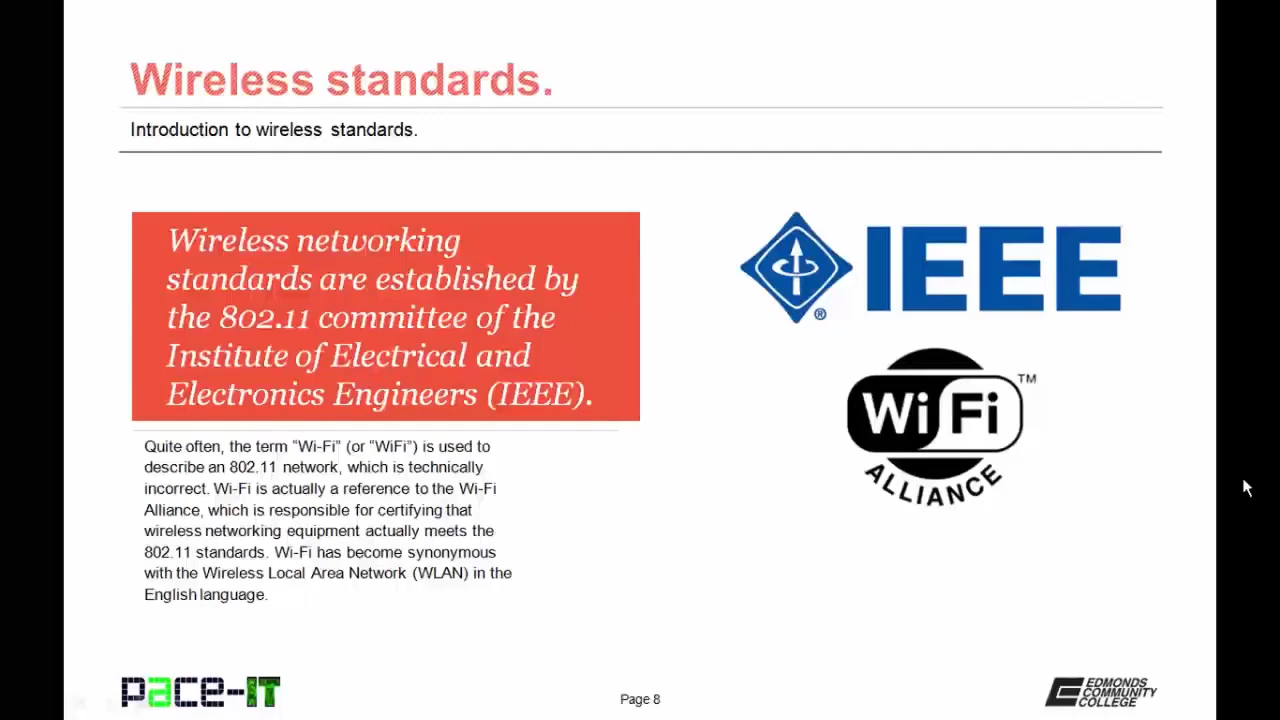 Wireless standards.
Introduction to wireless standards.
Wireless networking
standards are established by
the 802.11 committee of the
Institute of Electrical and
Electronics Engineers (IEEE).
Quite often, the term “Wi-Fi” (or “WiFi”) is used to
describe an 802.11 network, which is technically
incorrect. Wi-Fi is actually a reference to the Wi-Fi
Alliance, which is responsible for certifying that
wireless networking equipment actually meets the
802.11 standards. Wi-Fi has become synonymous
with the Wireless Local Area Network (WLAN) in the
English language.
IEEE
®
Wi Fi ™
ALLIANCE
pace-IT
Page 8
EDMONDS
COMMUNITY
COLLEGE